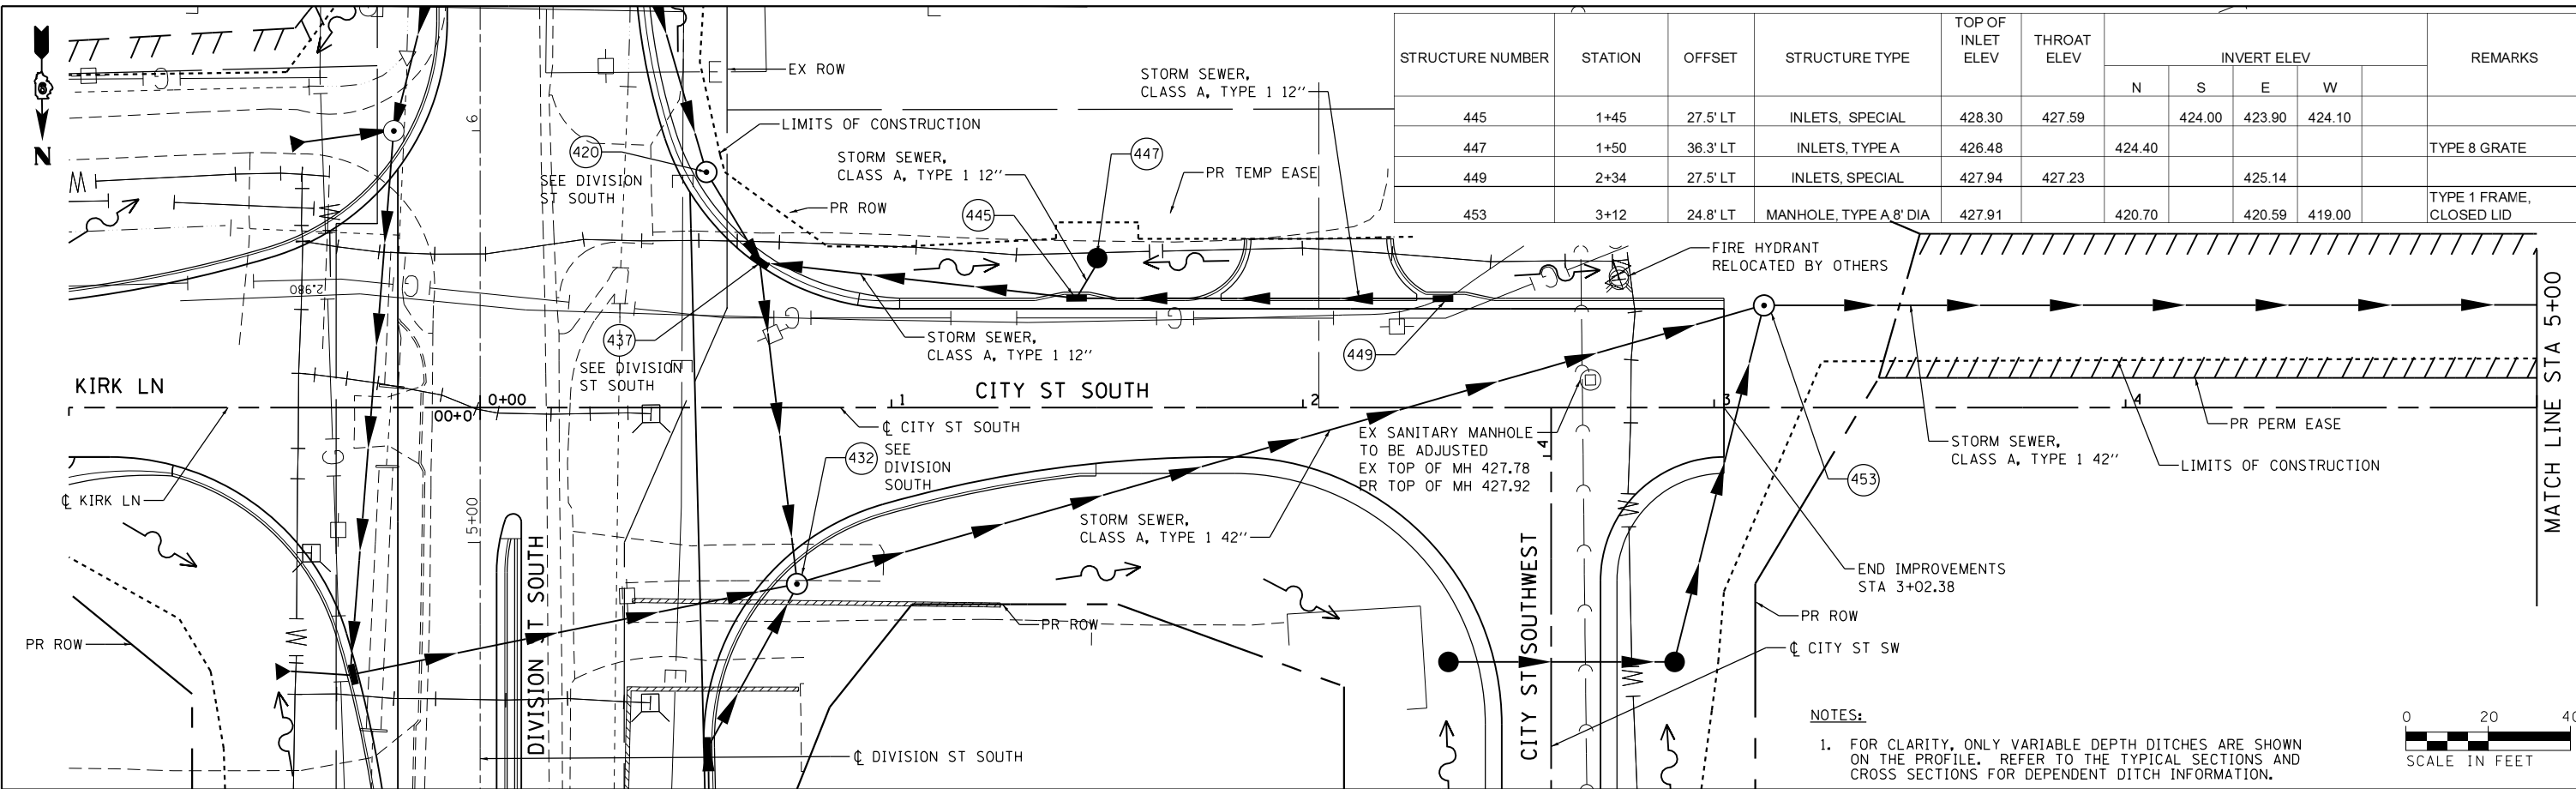 STRUCTURE NUMBER STATION OFFSET STRUCTURE TYPE TOP OF INLET ELEV THROAT ELEV INVERT ELEV REMARKS
N S E W
445 1+45 27.5' LT INLETS, SPECIAL 428.30 427.59 424.00 423.90 424.10
447 1+50 36.3' LT INLETS, TYPE A 426.48 424.40 TYPE 8 GRATE
449 2+34 27.5' LT INLETS, SPECIAL 427.94 427.23 425.14
453 3+12 24.8' LT MANHOLE, TYPE A 8' DIA 427.91 420.70 420.59 419.00 TYPE 1 FRAME, CLOSED LID
N
EX ROW
LIMITS OF CONSTRUCTION
STORM SEWER,
CLASS A, TYPE 1 12"
STORM SEWER,
CLASS A, TYPE 1 12"
447
PR TEMP EASE
420
SEE DIVISION
ST SOUTH
PR ROW
445
6
W
FIRE HYDRANT
RELOCATED BY OTHERS
2.980
G
G
G
G
437
SEE DIVISION
ST SOUTH
STORM SEWER,
CLASS A, TYPE 1 12"
449
KIRK LN
0+00
00+0
CITY ST SOUTH
1
2
3
4
℄ CITY ST SOUTH
432
SEE
DIVISION
SOUTH
EX SANITARY MANHOLE
TO BE ADJUSTED
EX TOP OF MH 427.78
PR TOP OF MH 427.92
4
PR PERM EASE
STORM SEWER,
CLASS A, TYPE 1 42"
LIMITS OF CONSTRUCTION
453
MATCH LINE STA 5+00
℄ KIRK LN
5+00
STORM SEWER,
CLASS A, TYPE 1 42"
DIVISION ST SOUTH
CITY ST SOUTHWEST
END IMPROVEMENTS
STA 3+02.38
PR ROW
PR ROW
PR ROW
℄ CITY ST SW
℄ DIVISION ST SOUTH
NOTES:
1. FOR CLARITY, ONLY VARIABLE DEPTH DITCHES ARE SHOWN
ON THE PROFILE. REFER TO THE TYPICAL SECTIONS AND
CROSS SECTIONS FOR DEPENDENT DITCH INFORMATION.
0 20 40
SCALE IN FEET